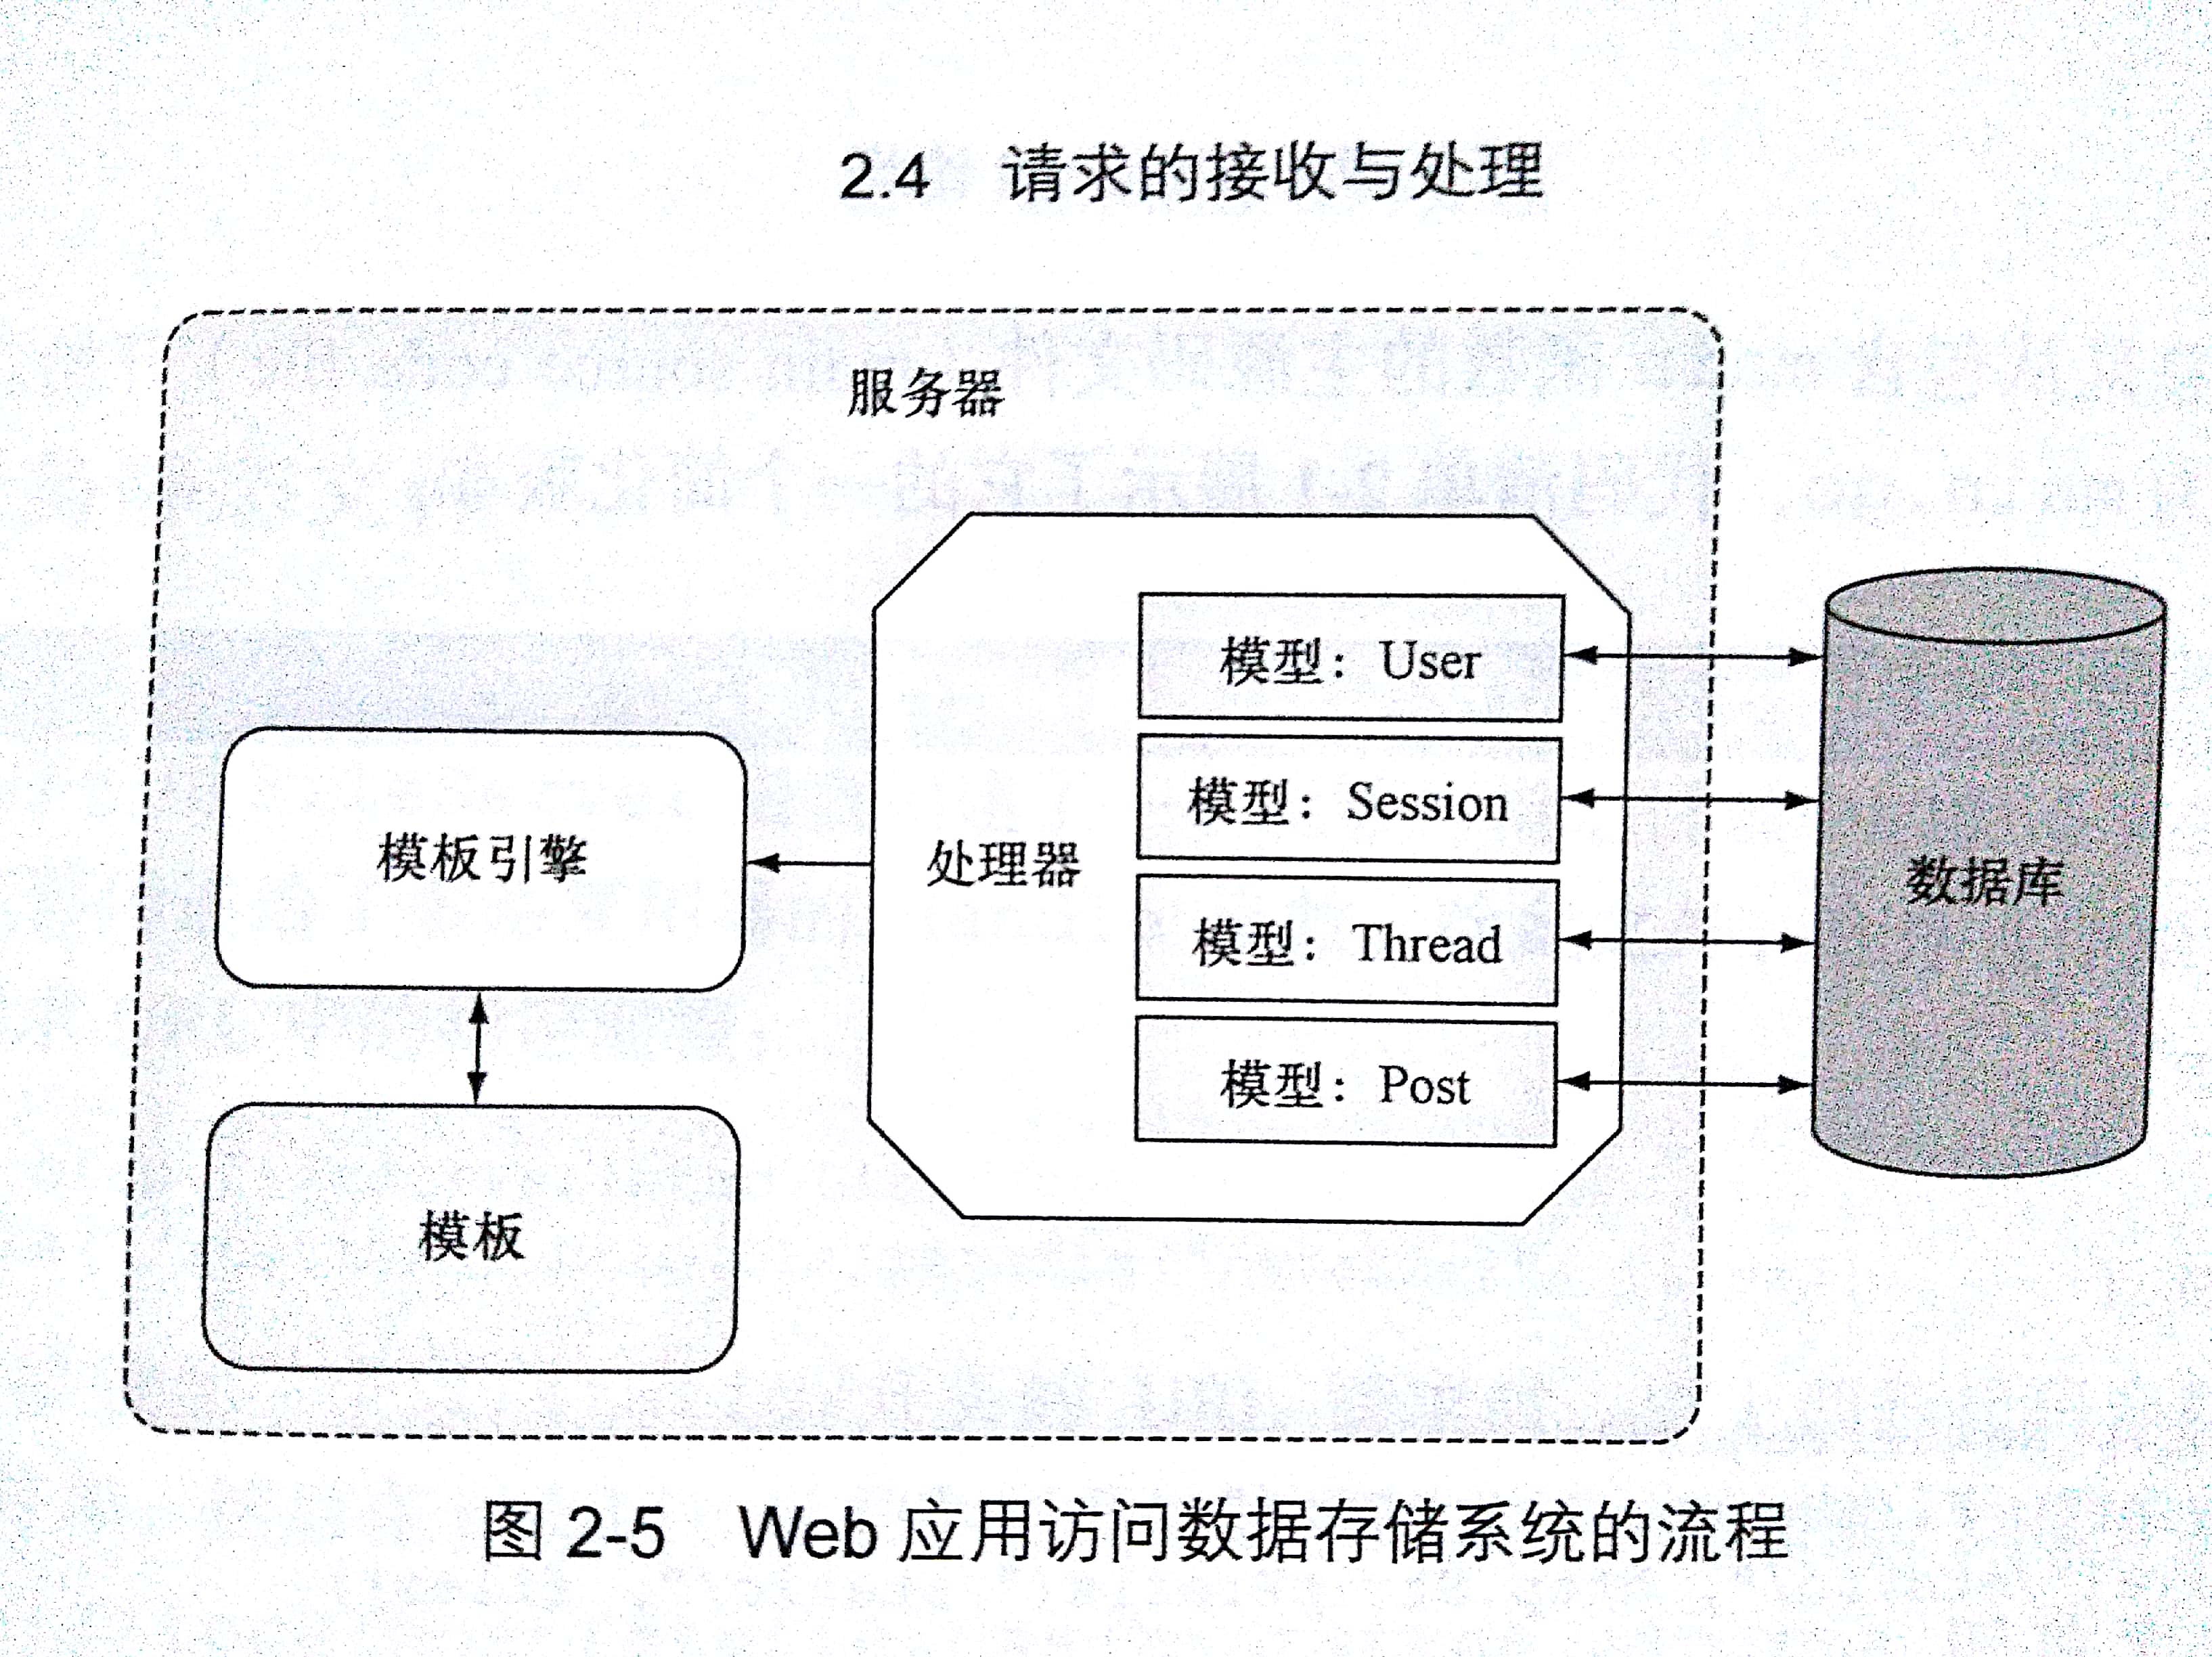 2.4 请求的接收与处理
服务器
模型：User
模型：Session
模板引擎
处理器
数据库
模型：Thread
模型：Post
模板
图 2-5 Web 应用访问数据存储系统的流程